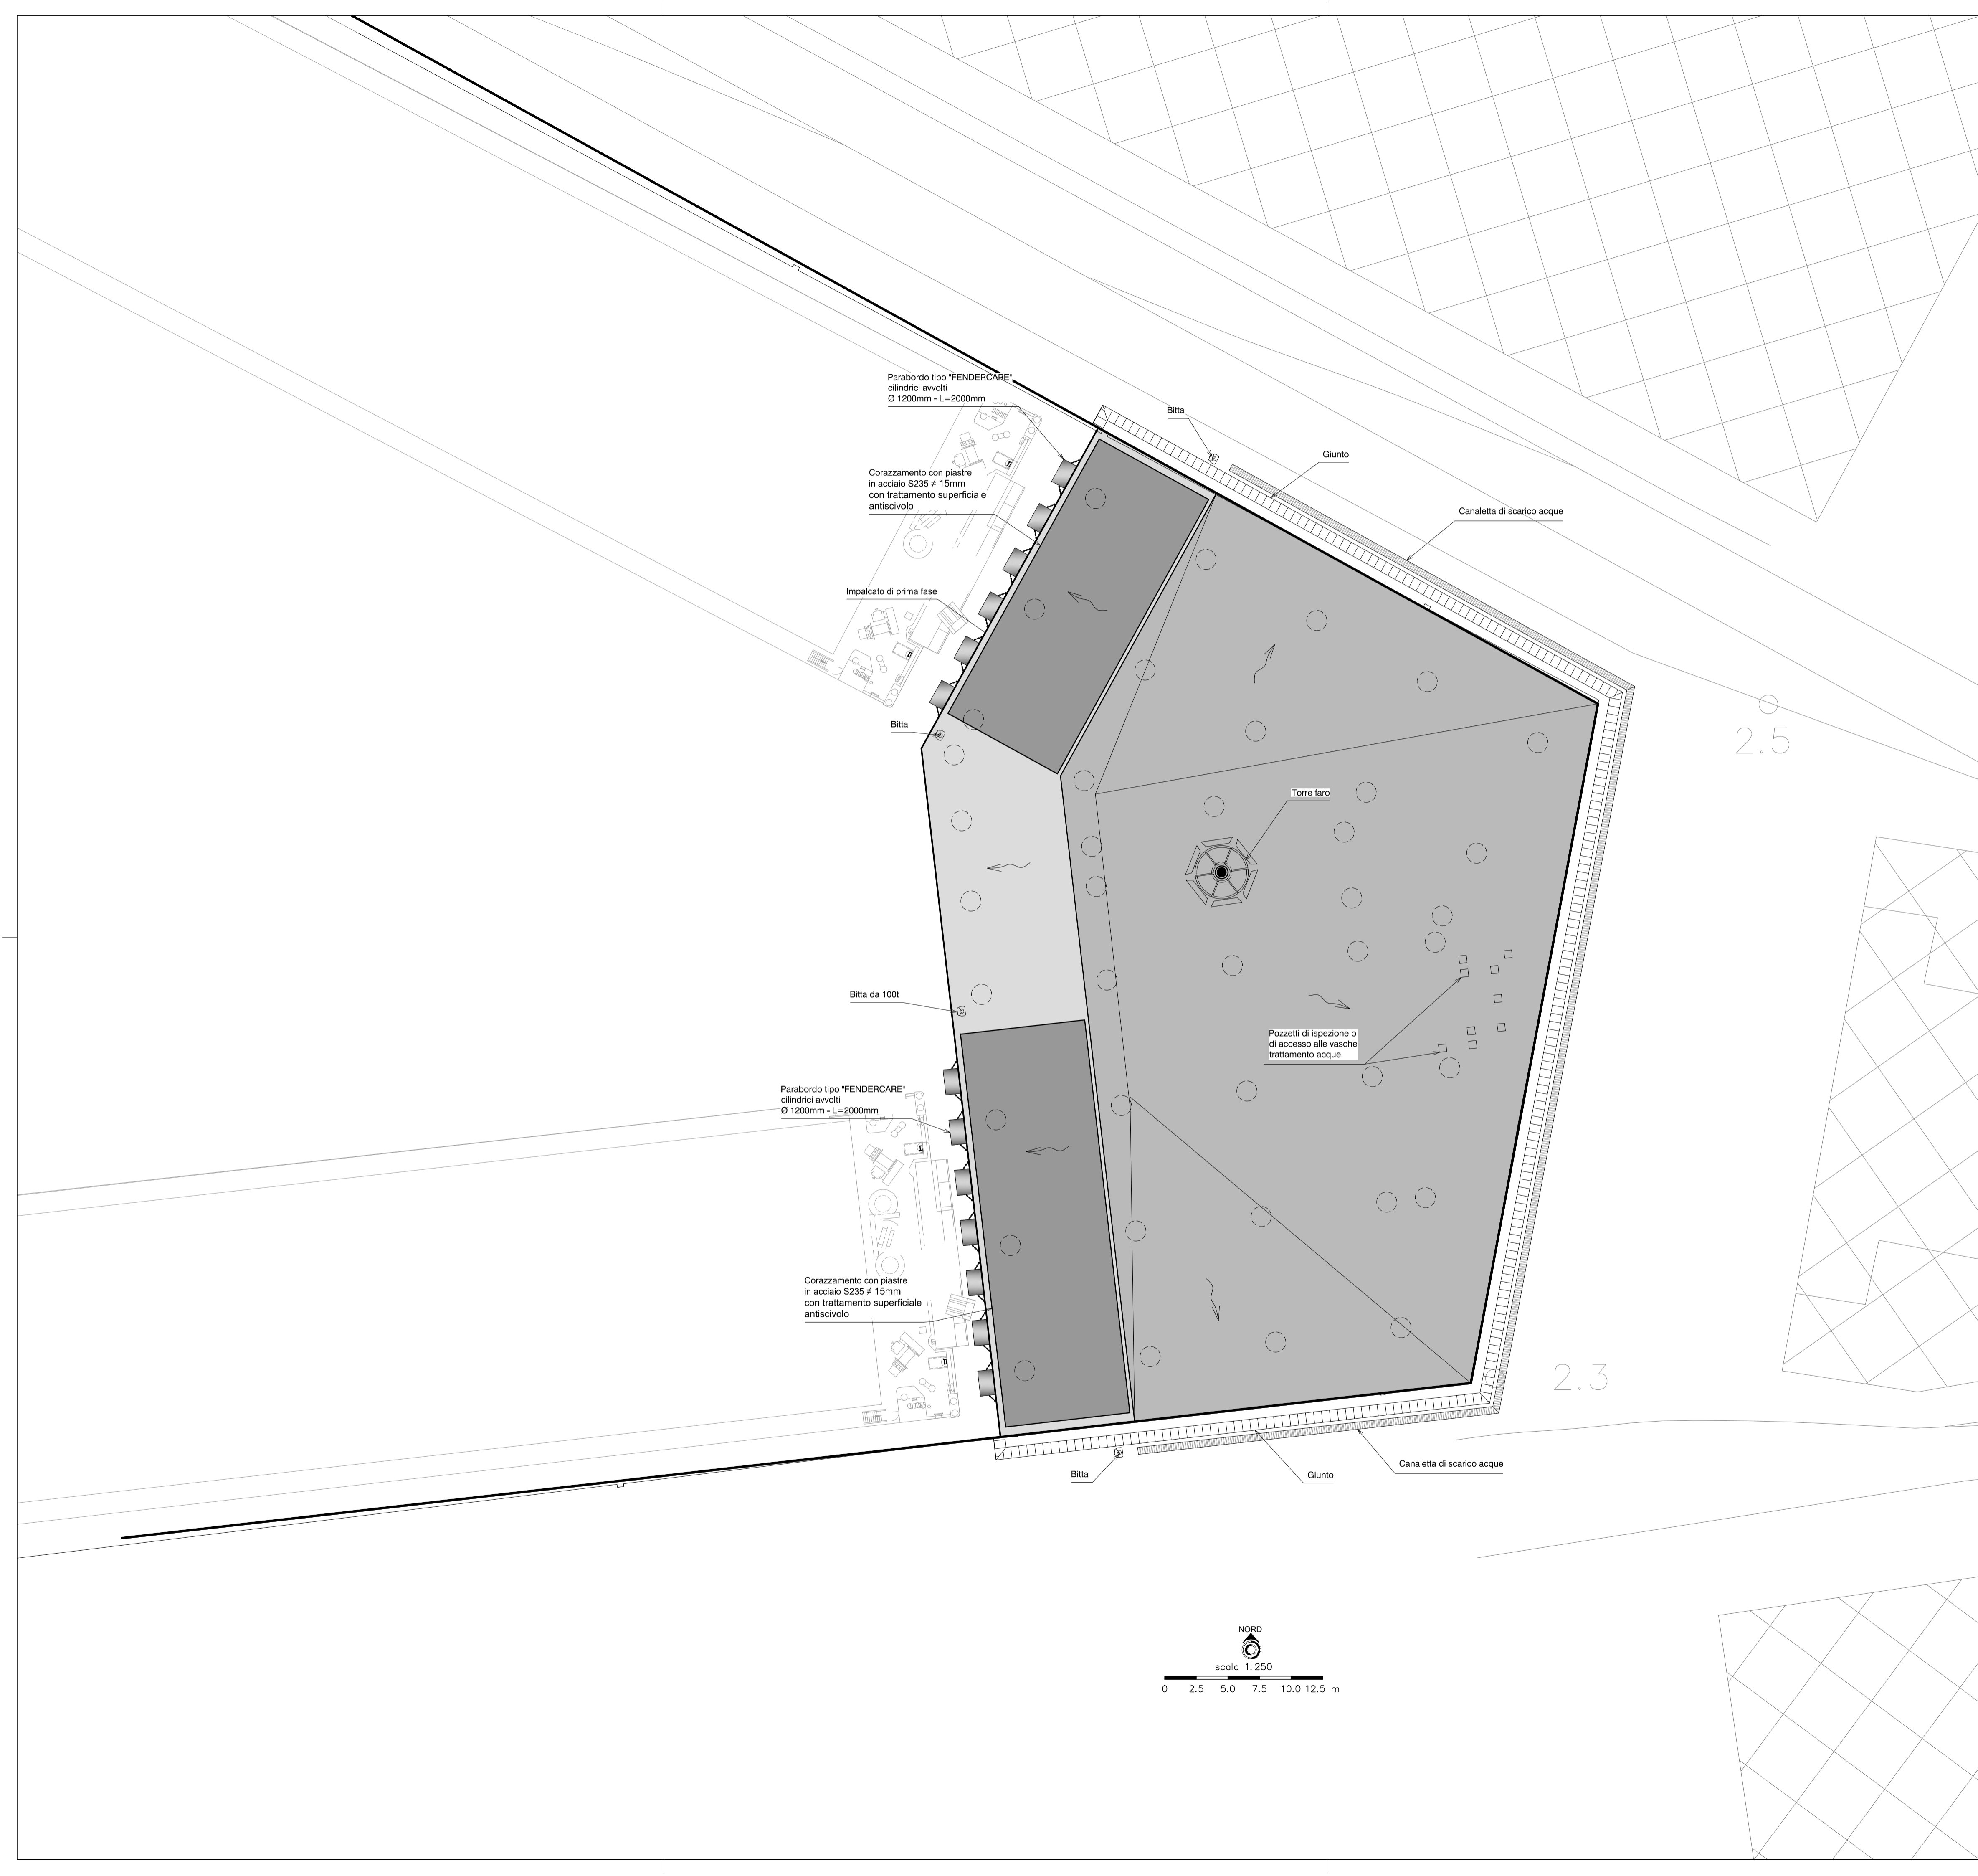 Parabordo tipo "FENDERCARE"
cilindrici avvolti
Ø 1200mm - L=2000mm
Bitta
Giunto
Corazzamento con piastre
in acciaio S235 ≠ 15mm
con trattamento superficiale
antiscivolo
Canaletta di scarico acque
Impalcato di prima fase
Bitta
2.5
Torre faro
Bitta da 100t
Pozzetti di ispezione o
di accesso alle vasche
trattamento acque
Parabordo tipo "FENDERCARE"
cilindrici avvolti
Ø 1200mm - L=2000mm
Corazzamento con piastre
in acciaio S235 ≠ 15mm
con trattamento superficiale
antiscivolo
2.3
Bitta
Giunto
Canaletta di scarico acque
NORD
scala 1:250
0 2.5 5.0 7.5 10.0 12.5 m